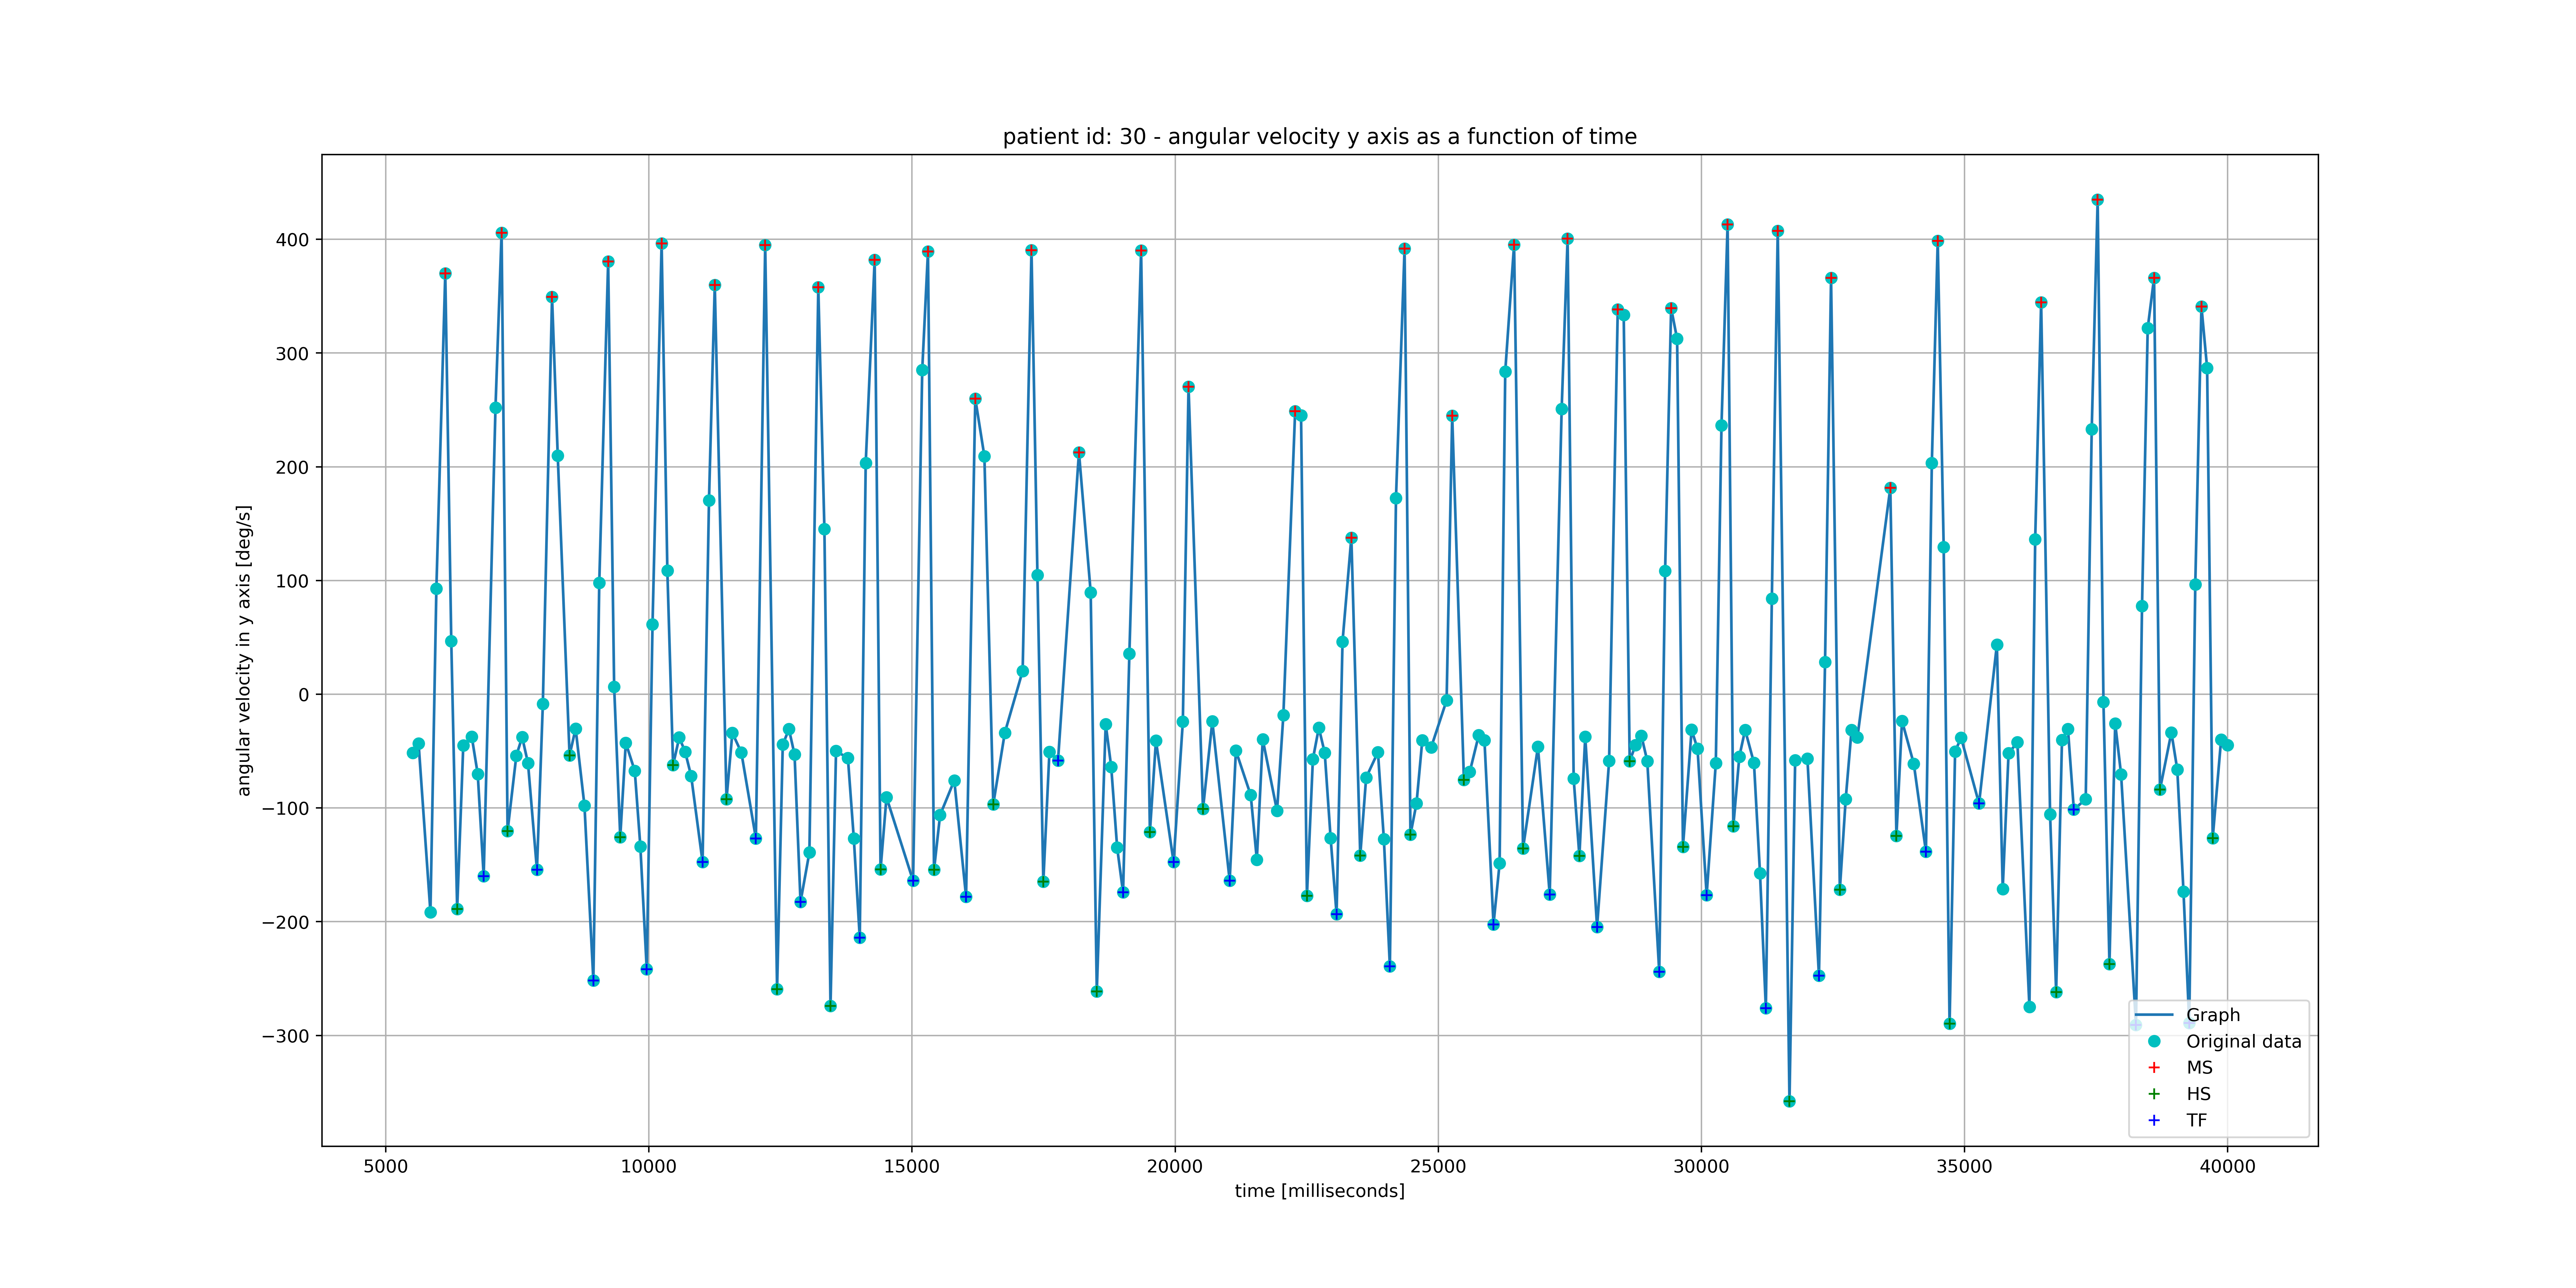 patient id: 30 - angular velocity y axis as a function of time
angular velocity in y axis [deg/s]
400
300
200
100
0
−100
−200
−300
5000
10000
15000
20000
25000
30000
35000
40000
time [milliseconds]
Graph
Original data
MS
HS
TF